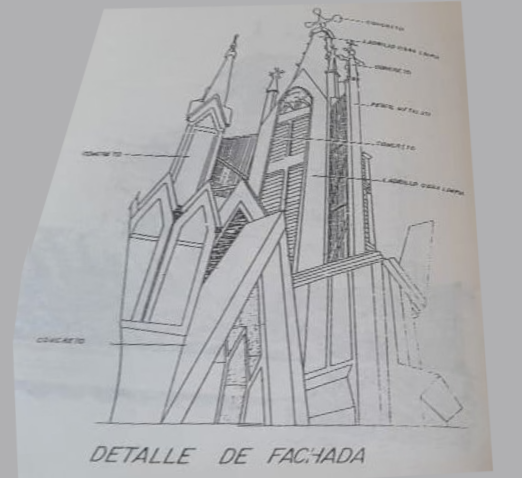 CONCRETO
LADRILLO CARA LIMPIA
CONCRETO
PERFIL METALICO
CONCRETO
CONCRETO
LADRILLO CARA LIMPIA
CONCRETO
DETALLE DE FACHADA